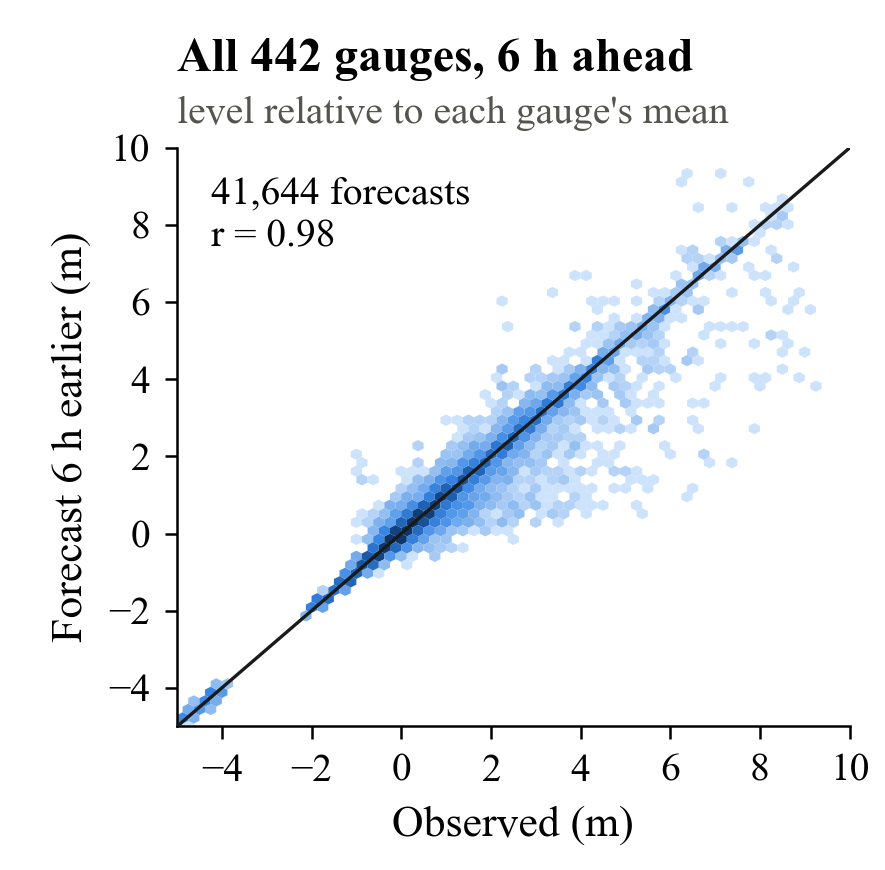 All 442 gauges, 6 h ahead
level relative to each gauge's mean
41,644 forecasts
r = 0.98
10
8
6
4
2
0
−2
−4
Forecast 6 h earlier (m)
−4 −2 0 2 4 6 8 10
Observed (m)